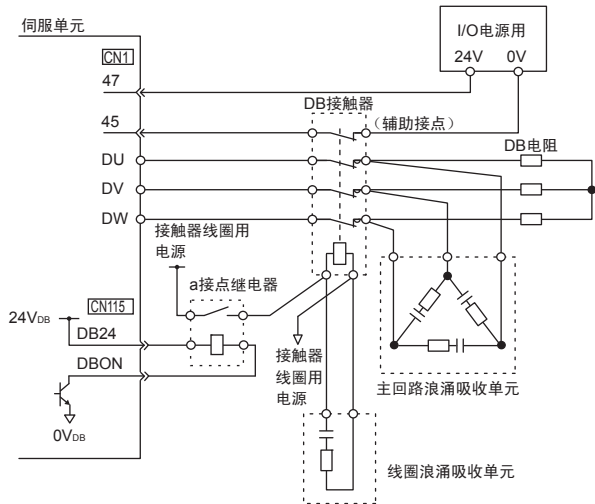 伺服单元
I/O电源用
24V 0V
CN1
47
DB接触器
45
（辅助接点）
DB电阻
DU
DV
DW
接触器线圈用
电源
a接点继电器
CN115
24VDB
DB24
DBON
0VDB
接触器
线圈用
电源
主回路浪涌吸收单元
线圈浪涌吸收单元